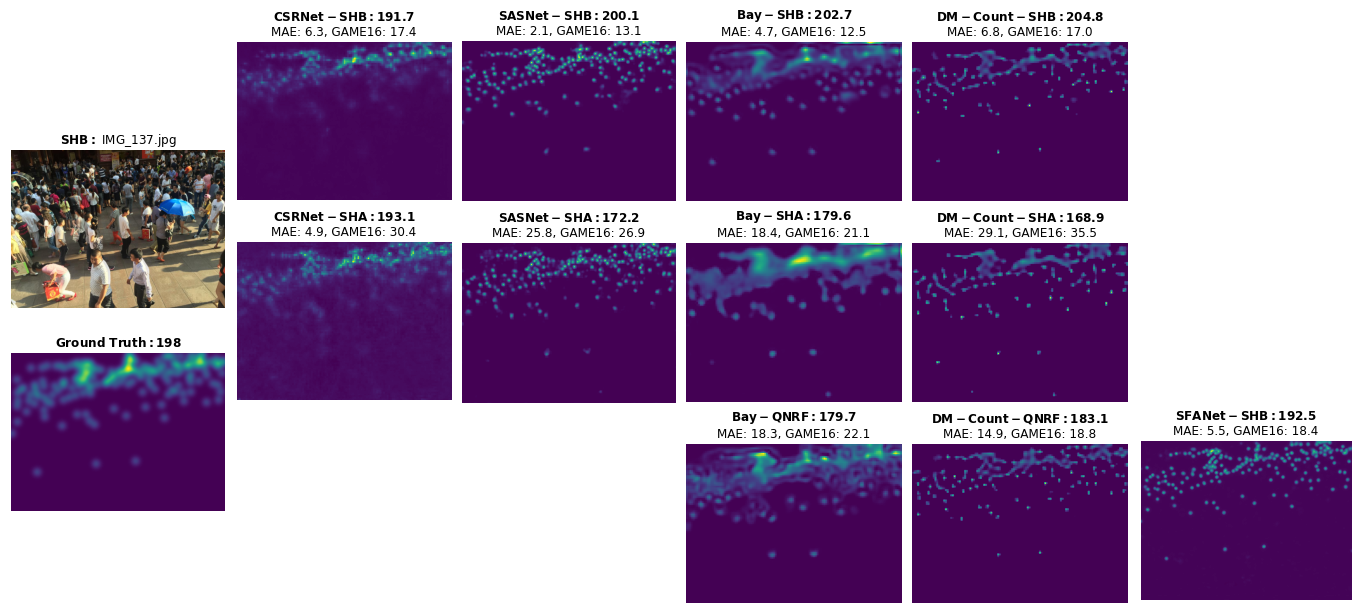 CSRNet−SHB: 191.7
MAE: 6.3, GAME16: 17.4
SASNet−SHB: 200.1
MAE: 2.1, GAME16: 13.1
Bay−SHB: 202.7
MAE: 4.7, GAME16: 12.5
DM−Count−SHB: 204.8
MAE: 6.8, GAME16: 17.0
SHB: IMG_137.jpg
CSRNet−SHA: 193.1
MAE: 4.9, GAME16: 30.4
SASNet−SHA: 172.2
MAE: 25.8, GAME16: 26.9
Bay−SHA: 179.6
MAE: 18.4, GAME16: 21.1
DM−Count−SHA: 168.9
MAE: 29.1, GAME16: 35.5
Ground Truth: 198
Bay−QNRF: 179.7
MAE: 18.3, GAME16: 22.1
DM−Count−QNRF: 183.1
MAE: 14.9, GAME16: 18.8
SFANet−SHB: 192.5
MAE: 5.5, GAME16: 18.4